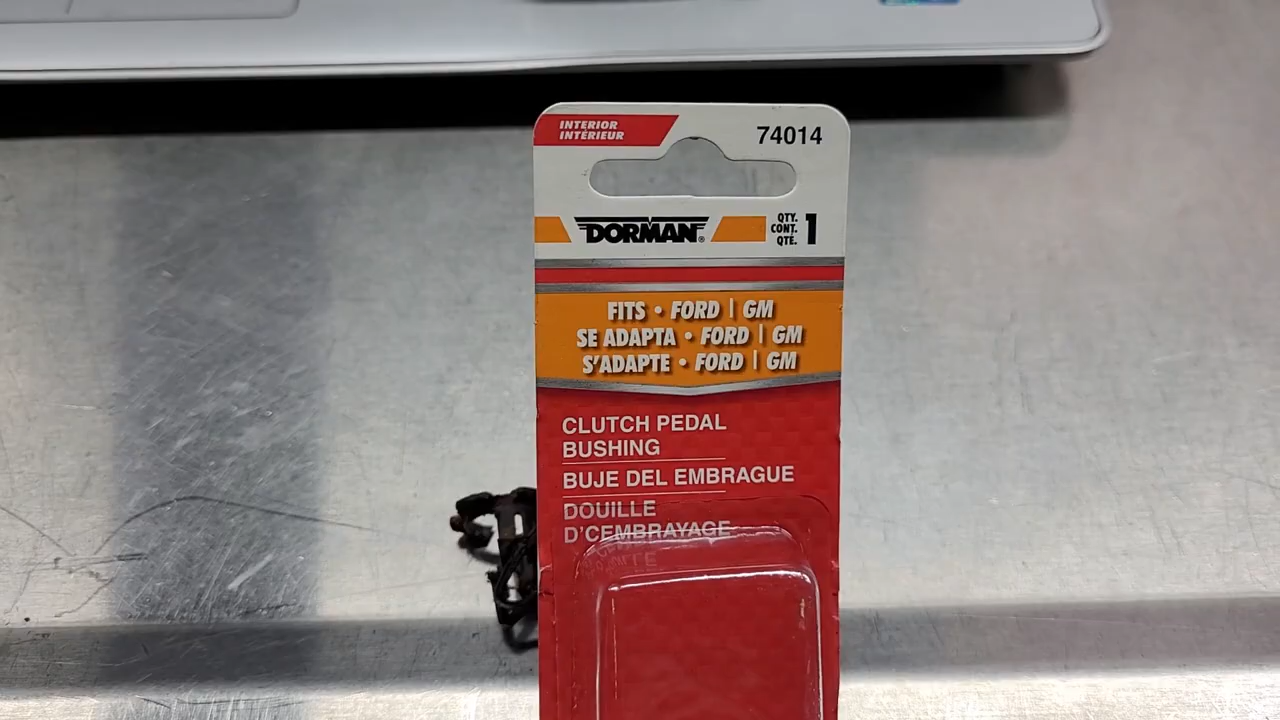 INTERIOR
INTÉRIEUR
74014
DORMAN®
QTY.
CONT.
QTÉ.
1
FITS • FORD | GM
SE ADAPTA • FORD | GM
S'ADAPTE • FORD | GM
CLUTCH PEDAL
BUSHING
BUJE DEL EMBRAGUE
DOUILLE
D'CEMBRAYAGE